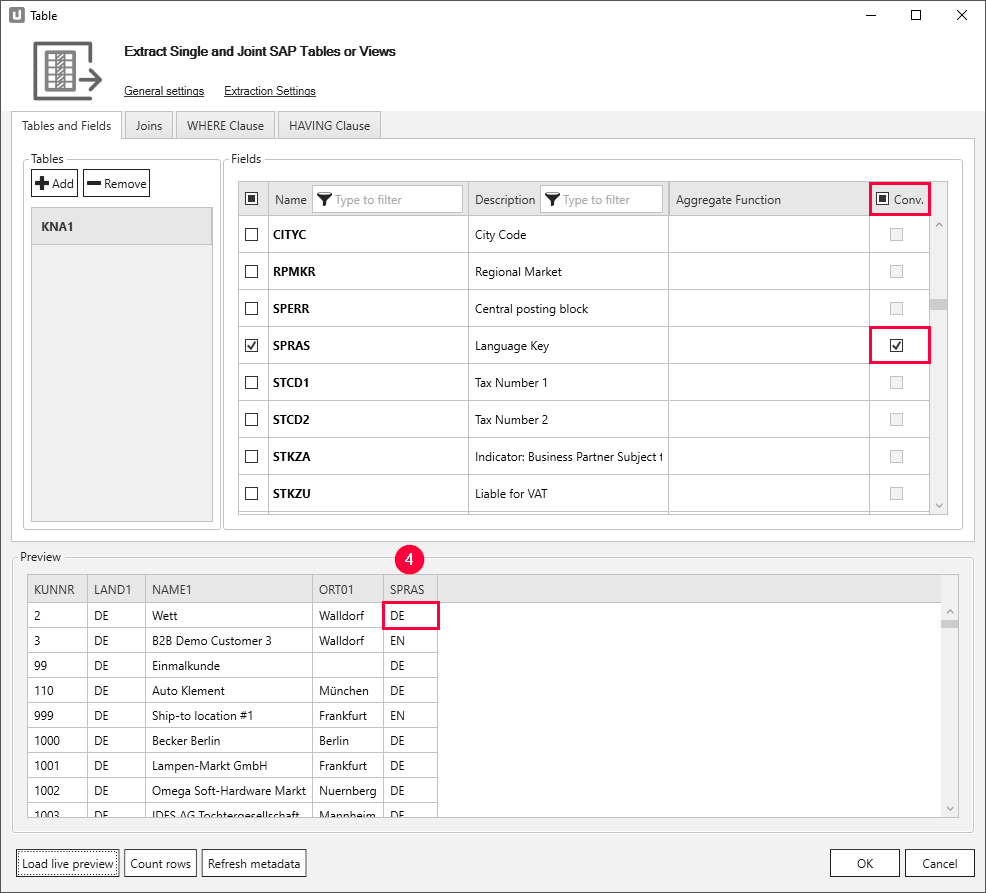 Table
Extract Single and Joint SAP Tables or Views
General settings Extraction Settings
Tables and Fields Joins WHERE Clause HAVING Clause
Tables
Add Remove
KNA1
Fields
Name Type to filter Description Type to filter Aggregate Function Conv.
CITYC City Code
RPMKR Regional Market
SPERR Central posting block
SPRAS Language Key
STCD1 Tax Number 1
STCD2 Tax Number 2
STKZA Indicator: Business Partner Subject t
STKZU Liable for VAT
Preview
4
KUNNR LAND1 NAME1 ORT01 SPRAS
2 DE Wett Walldorf DE
3 DE B2B Demo Customer 3 Walldorf EN
99 DE Einmalkunde DE
110 DE Auto Klement München DE
999 DE Ship-to location #1 Frankfurt EN
1000 DE Becker Berlin Berlin DE
1001 DE Lampen-Markt GmbH Frankfurt DE
1002 DE Omega Soft-Hardware Markt Nuernberg DE
1003 DE IDES AG Tochtergesellschaft Mannheim DE
Load live preview Count rows Refresh metadata OK Cancel